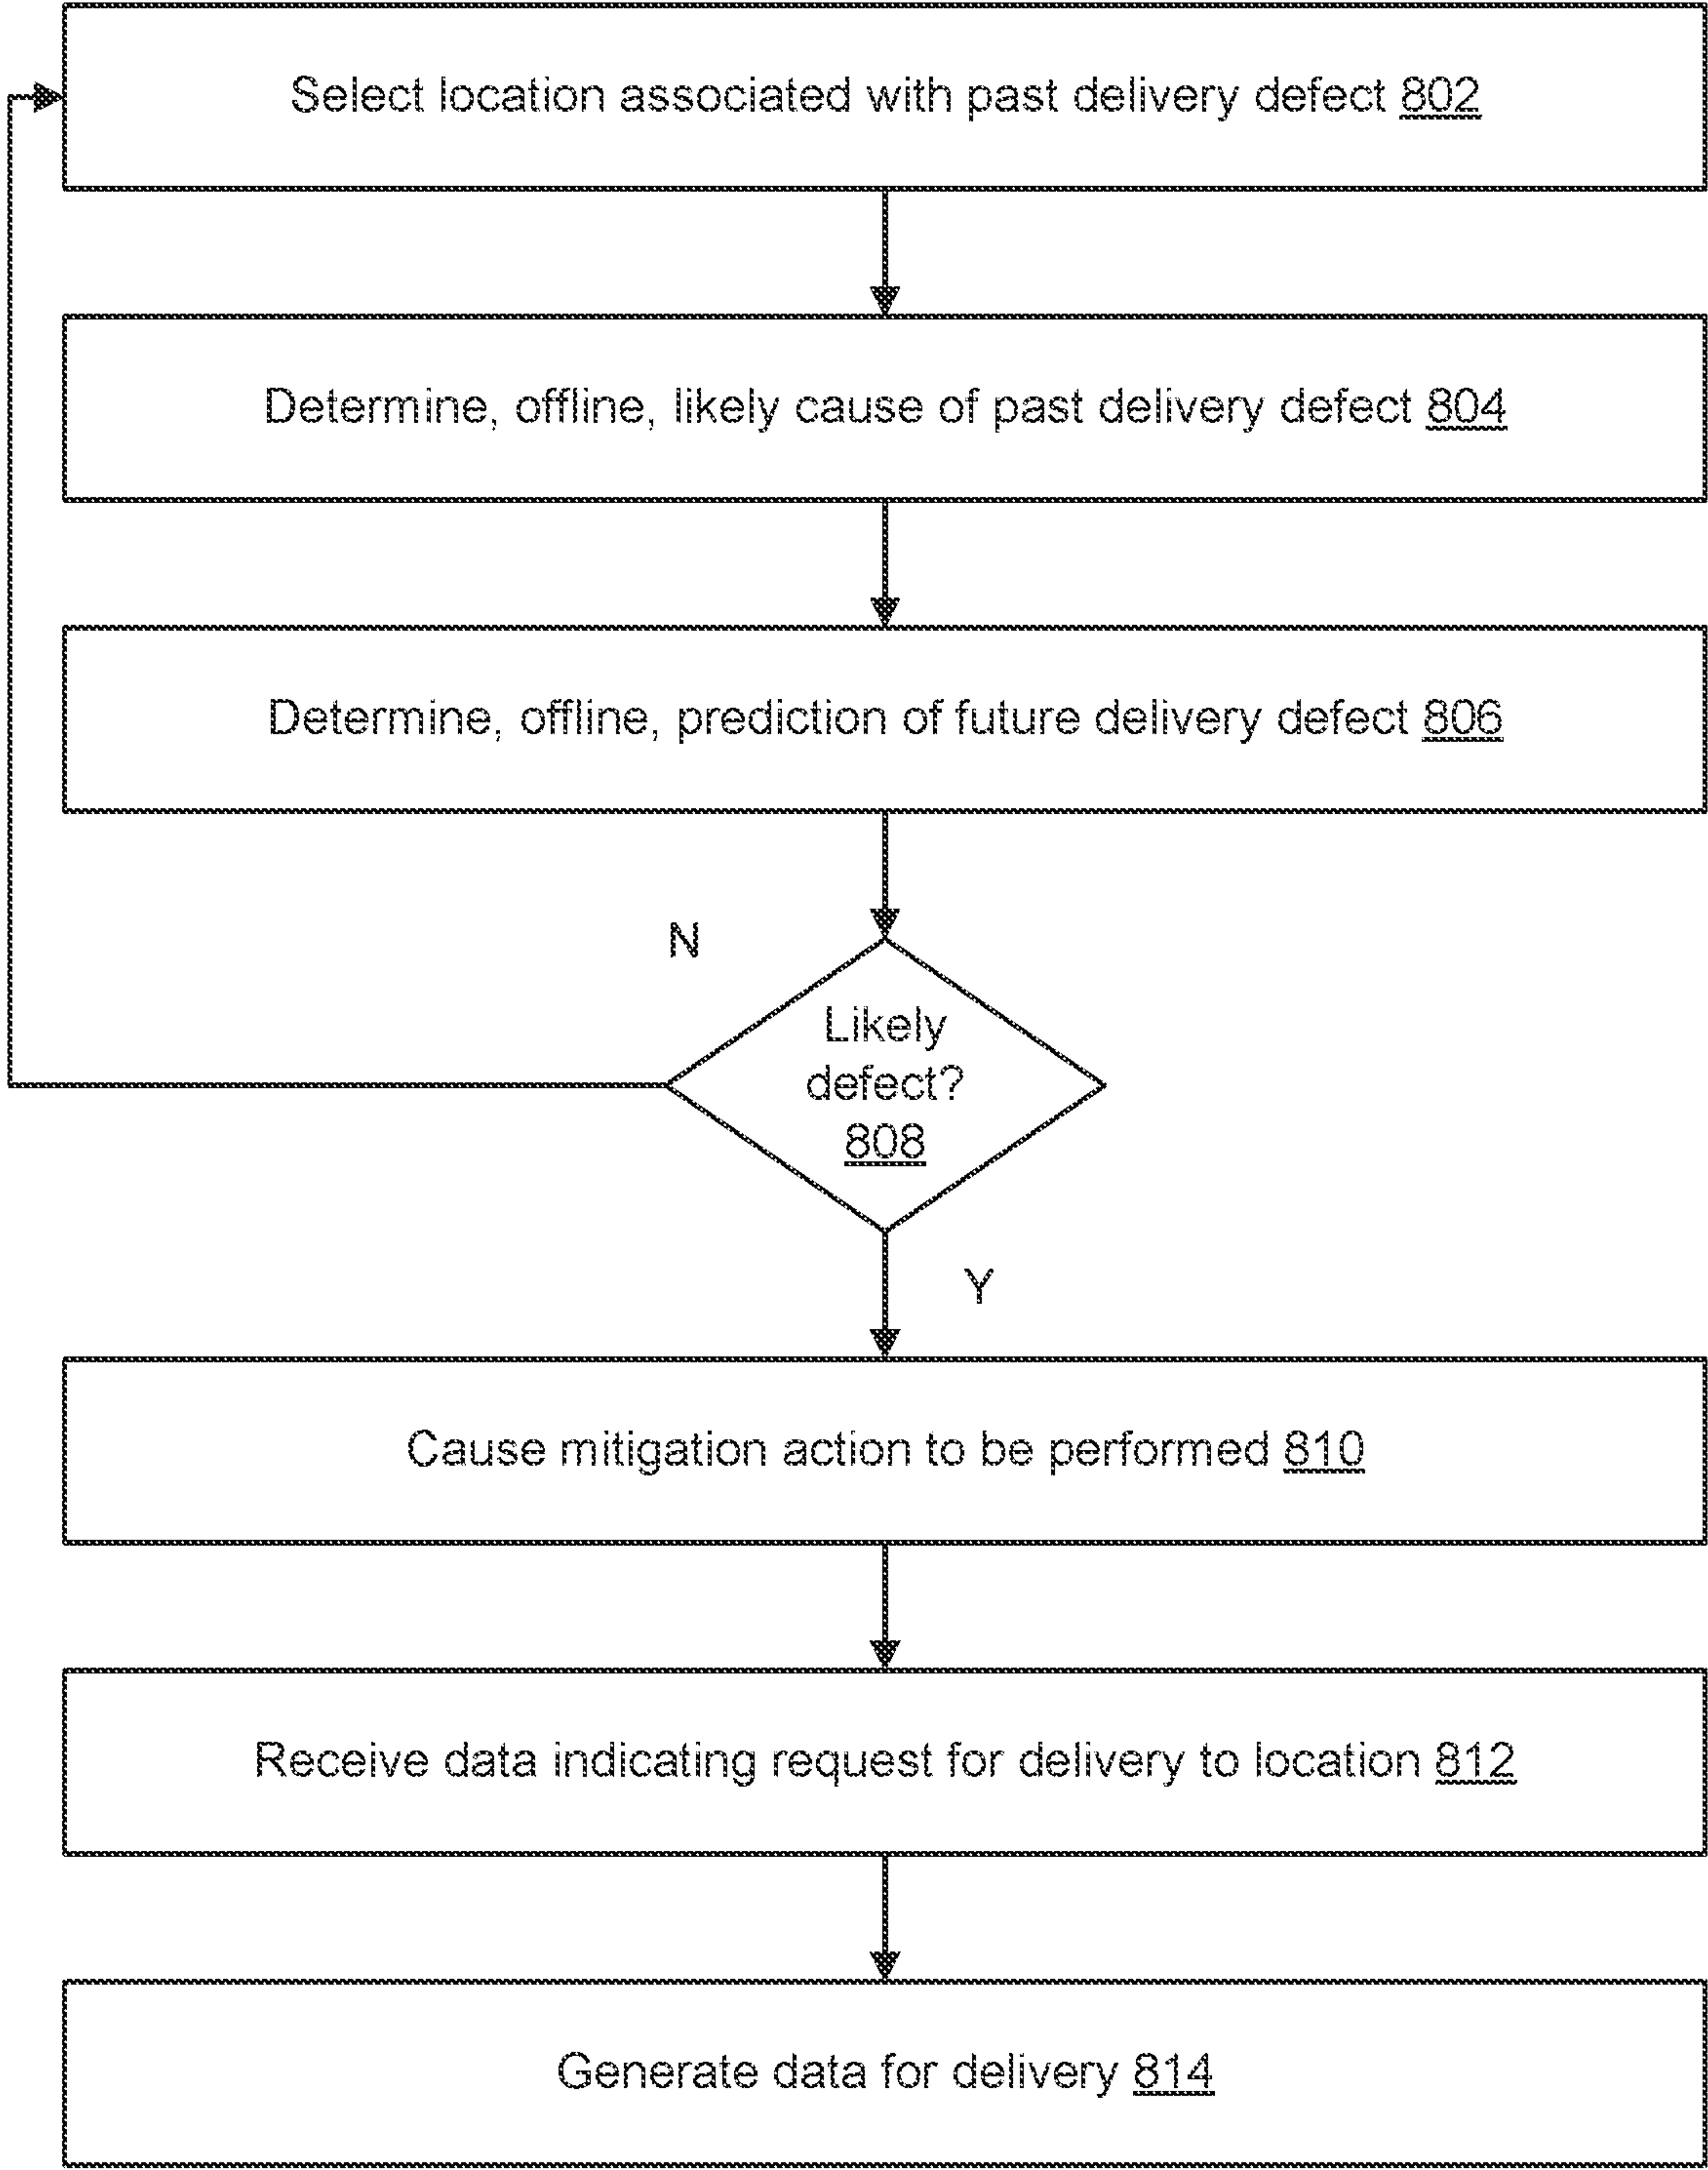 Select location associated with past delivery defect 802
Determine, offline, likely cause of past delivery defect 804
Determine, offline, prediction of future delivery defect 806
N
Likely
defect?
808
Y
Cause mitigation action to be performed 810
Receive data indicating request for delivery to location 812
Generate data for delivery 814